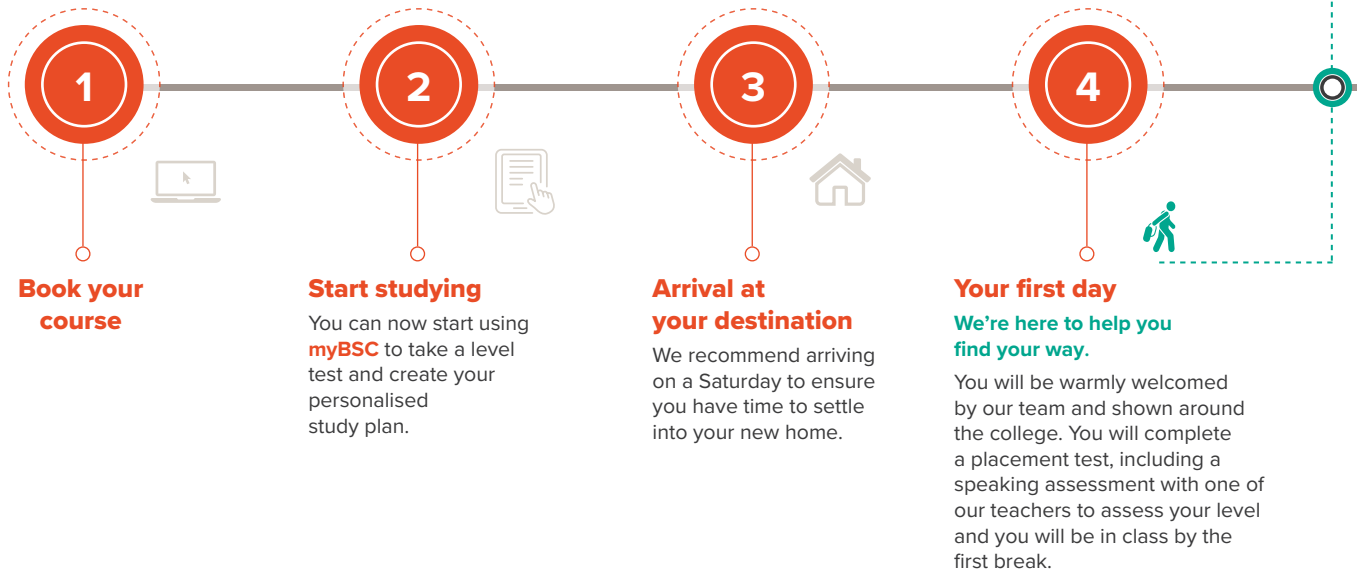 1
2
3
4
Book your
course
Start studying
You can now start using
myBSC to take a level
test and create your
personalised
study plan.
Arrival at
your destination
We recommend arriving
on a Saturday to ensure
you have time to settle
into your new home.
Your first day
We’re here to help you
find your way.
You will be warmly welcomed
by our team and shown around
the college. You will complete
a placement test, including a
speaking assessment with one of
our teachers to assess your level
and you will be in class by the
first break.